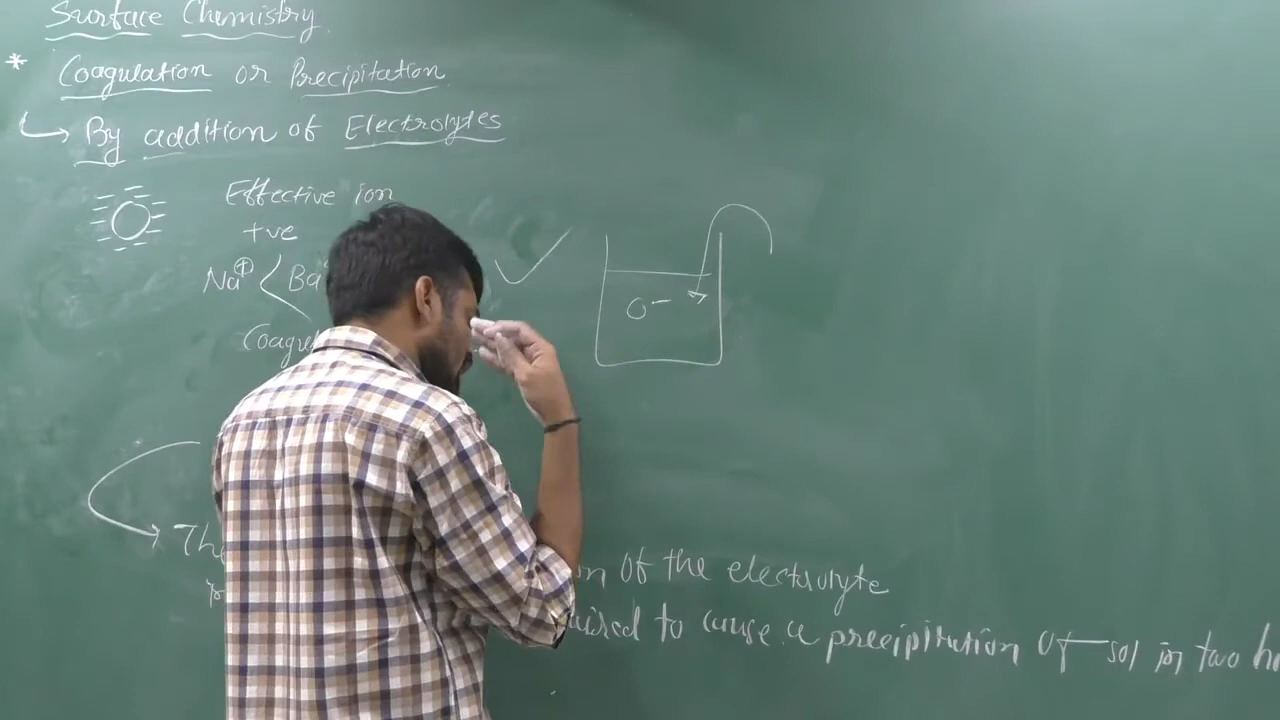 Surface Chemistry
* Coagulation or Precipitation
By addition of Electrolytes
Effective ion
+ve
Na⊕ < Ba
Coagu
O-
Th on of the electrolyte
to cause a precipitation of sol in two h